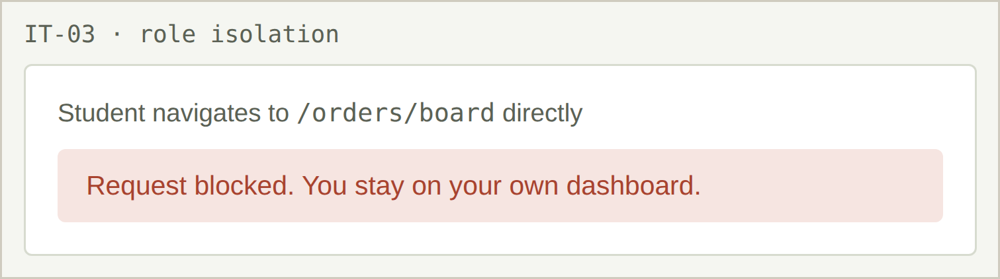 IT-03 · role isolation
Student navigates to /orders/board directly
Request blocked. You stay on your own dashboard.